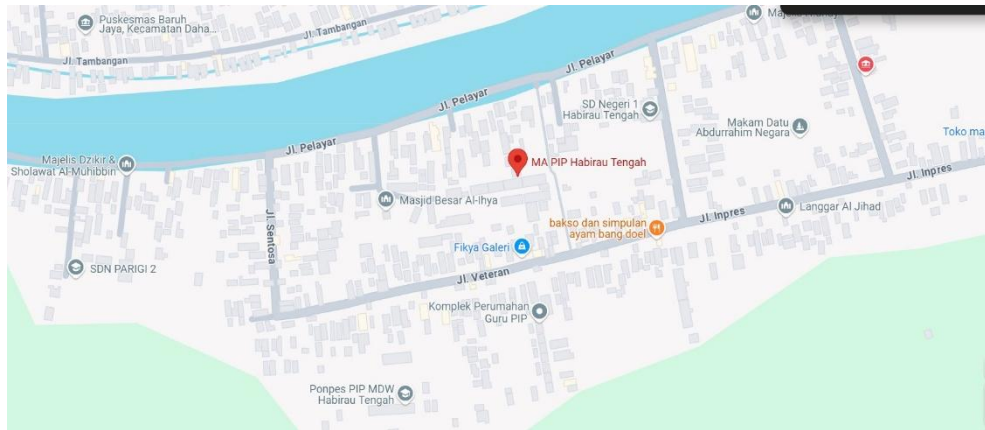 Puskesmas Baruh
Jaya, Kecamatan Daha...
Jl. Tambangan
Jl. Tambangan
Jl. Pelayar
Jl. Pelayar
Jl. Pelayar
SD Negeri 1
Habirau Tengah
Makam Datu
Abdurrahim Negara
Toko ma
Majelis Dzikir &
Sholawat Al-Muhibbin
MA PIP Habirau Tengah
Jl. Inpres
Masjid Besar Al-Ihya
Jl. Sentosa
bakso dan simpulan
ayam bang doel
Jl. Inpres
Langgar Al Jihad
Fikya Galeri
SDN PARIGI 2
Jl. Veteran
Komplek Perumahan
Guru PIP
Ponpes PIP MDW
Habirau Tengah